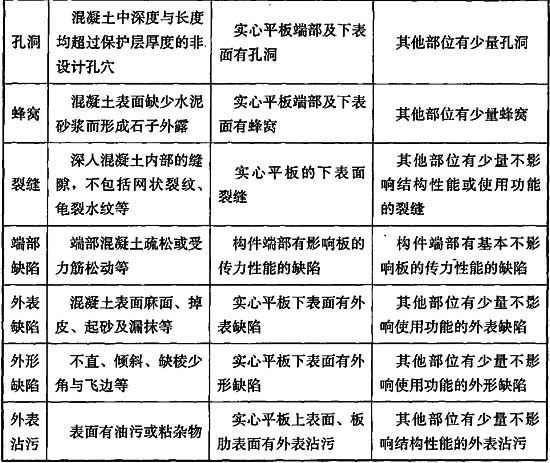 孔洞
混凝土中深度与长度
均超过保护层厚度的非
设计孔穴
实心平板端部及下表
面有孔洞
其他部位有少量孔洞
蜂窝
混凝土表面缺少水泥
砂浆而形成石子外露
实心平板端部及下表
面有蜂窝
其他部位有少量蜂窝
裂缝
深入混凝土内部的缝
隙，不包括网状裂纹、
龟裂水纹等
实心平板的下表面
裂缝
其他部位有少量不影
响结构性能或使用功能
的裂缝
端部
缺陷
端部混凝土疏松或受
力筋松动等
构件端部有影响板的
传力性能的缺陷
构件端部有基本不影
响板的传力性能的缺陷
外表
缺陷
混凝土表面麻面、掉
皮、起砂及漏抹等
实心平板下表面有外
表缺陷
其他部位有少量不影
响使用功能的外表缺陷
外形
缺陷
不直、倾斜、缺棱少
角与飞边等
实心平板下表面有外
形缺陷
其他部位有少量不影
响使用功能的外形缺陷
外表
沾污
表面有油污或粘杂物
实心平板上表面、板
肋表面有外表沾污
其他部位有少量不影
响结构性能的外表沾污